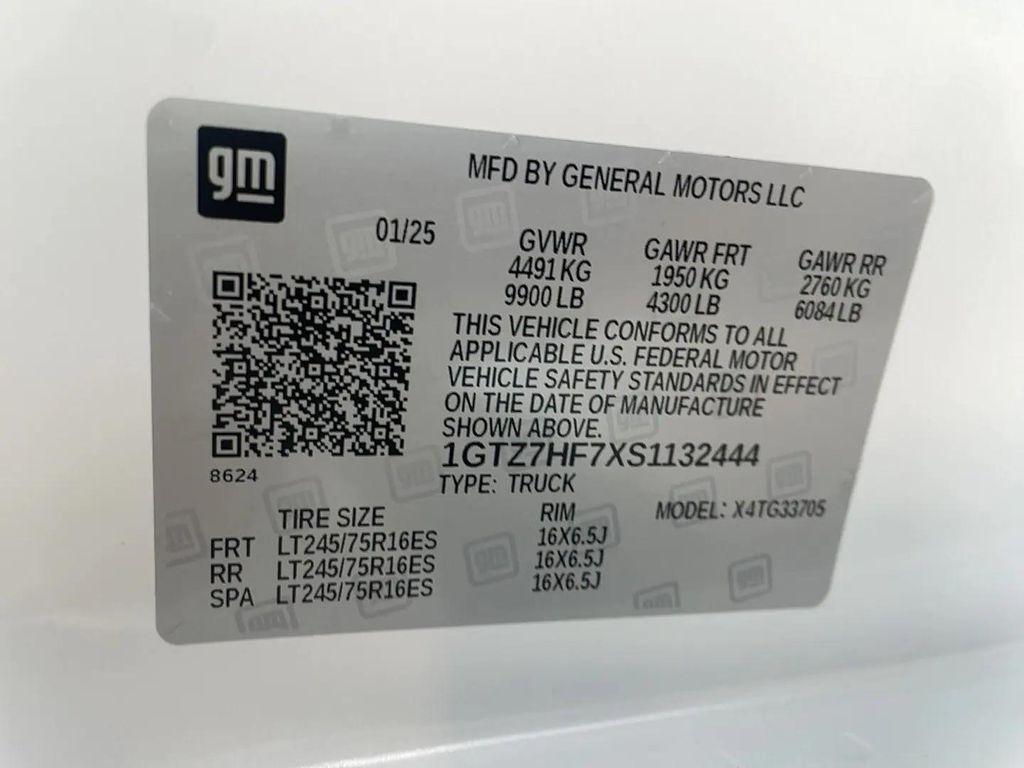 gm
MFD BY GENERAL MOTORS LLC
01/25
GVWR GAWR FRT GAWR RR
4491 KG 1950 KG 2760 KG
9900 LB 4300 LB 6084 LB
THIS VEHICLE CONFORMS TO ALL
APPLICABLE U.S. FEDERAL MOTOR
VEHICLE SAFETY STANDARDS IN EFFECT
ON THE DATE OF MANUFACTURE
SHOWN ABOVE.
1GTZ7HF7XS1132444
8624
TYPE: TRUCK
MODEL: X4TG33705
TIRE SIZE RIM
FRT LT245/75R16ES 16X6.5J
RR LT245/75R16ES 16X6.5J
SPA LT245/75R16ES 16X6.5J